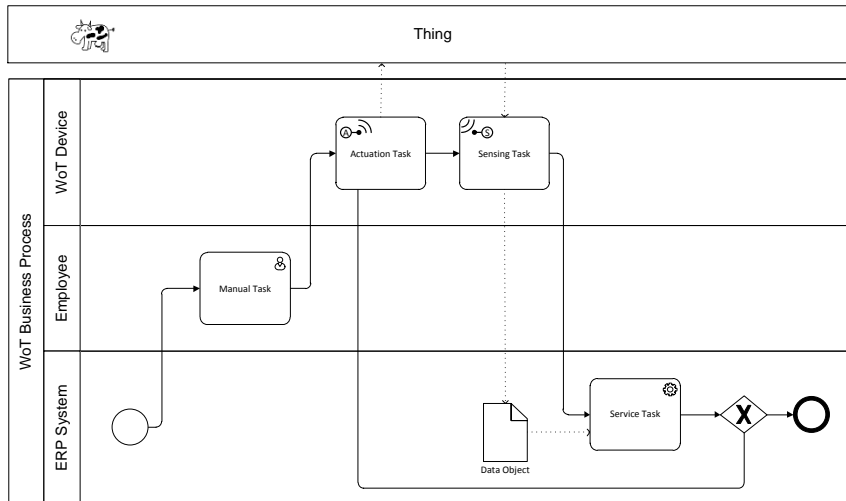 Thing
WoT Business Process
WoT Device
A
Actuation Task
S
Sensing Task
Employee
Manual Task
ERP System
Data Object
Service Task
X